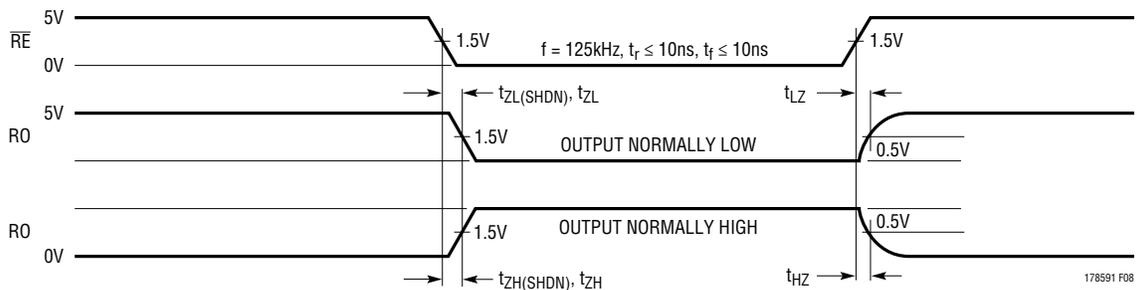 5V
RE
0V
1.5V
f = 125kHz, tr ≤ 10ns, tf ≤ 10ns
1.5V
tZL(SHDN), tZL
tLZ
5V
RO
1.5V
OUTPUT NORMALLY LOW
0.5V
RO
0V
1.5V
OUTPUT NORMALLY HIGH
0.5V
tZH(SHDN), tZH
tHZ
178591 F08